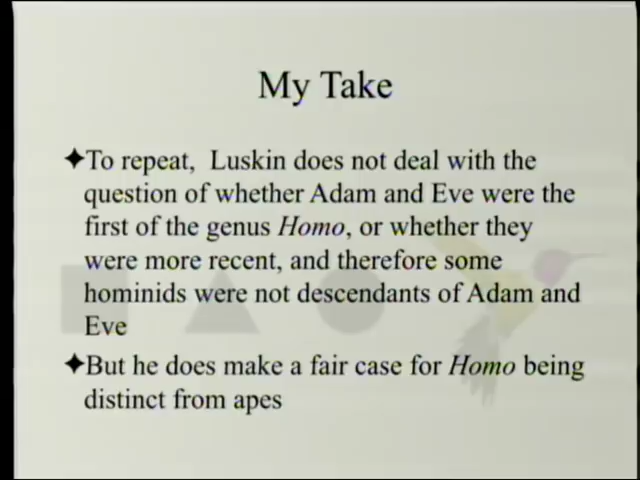 My Take
✦To repeat,  Luskin does not deal with the
question of whether Adam and Eve were the
first of the genus Homo, or whether they
were more recent, and therefore some
hominids were not descendants of Adam and
Eve
✦But he does make a fair case for Homo being
distinct from apes